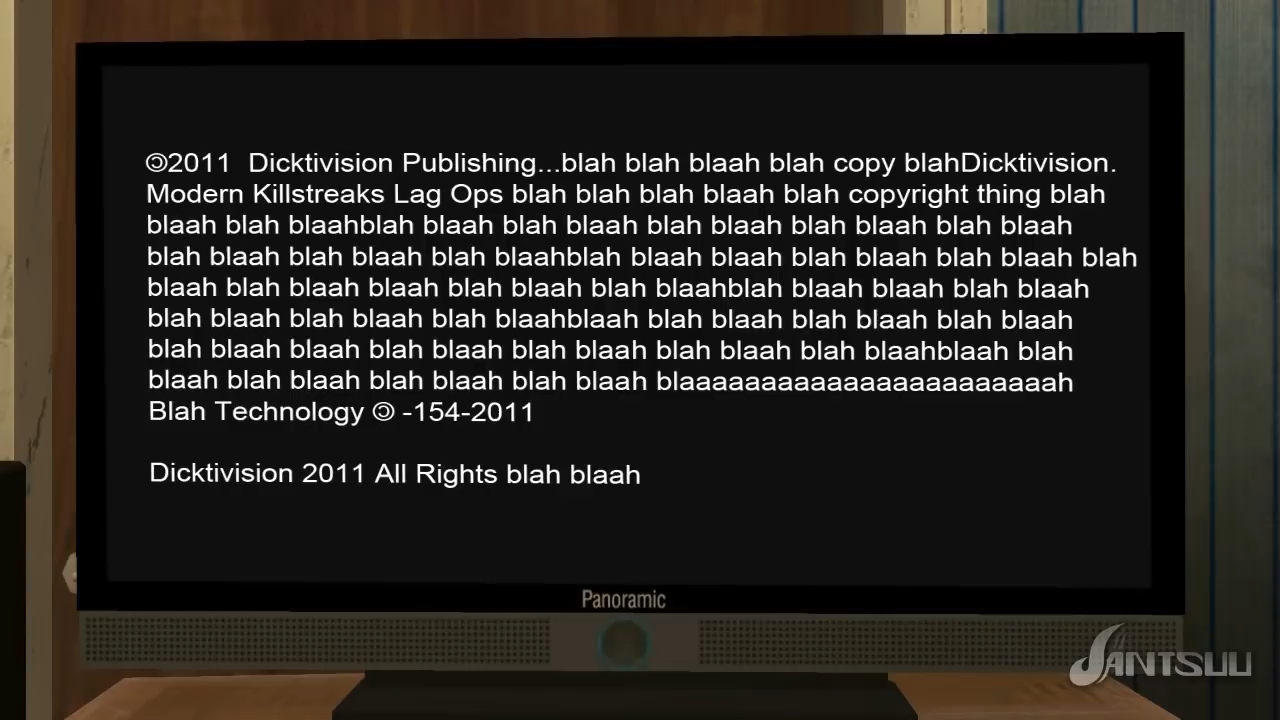 ©2011  Dicktivision Publishing...blah blah blaah blah copy blahDicktivision.
Modern Killstreaks Lag Ops blah blah blah blaah blah copyright thing blah
blaah blah blaahblah blaah blah blaah blah blaah blah blaah blah blaah
blah blaah blah blaah blah blaahblah blaah blaah blah blaah blah blaah blah
blaah blah blaah blaah blah blaah blah blaahblah blaah blaah blah blaah
blah blaah blah blaah blah blaahblaah blah blaah blah blaah blah blaah
blah blaah blaah blah blaah blah blaah blah blaah blah blaahblaah blah
blaah blah blaah blah blaah blah blaah blaaaaaaaaaaaaaaaaaaaaaaah
Blah Technology © -154-2011
Dicktivision 2011 All Rights blah blaah
Panoramic
JANTSUU